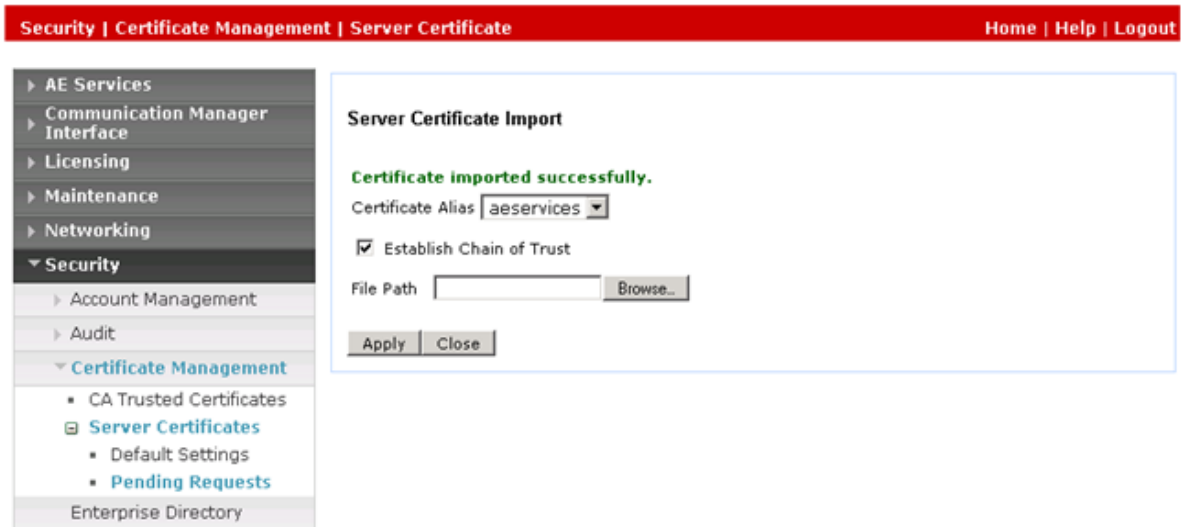 Security | Certificate Management | Server Certificate
Home | Help | Logout
AE Services
Communication Manager
Interface
Licensing
Maintenance
Networking
Security
Account Management
Audit
Certificate Management
CA Trusted Certificates
Server Certificates
Default Settings
Pending Requests
Enterprise Directory
Server Certificate Import
Certificate imported successfully.
Certificate Alias aeservices
Establish Chain of Trust
File Path Browse...
Apply Close